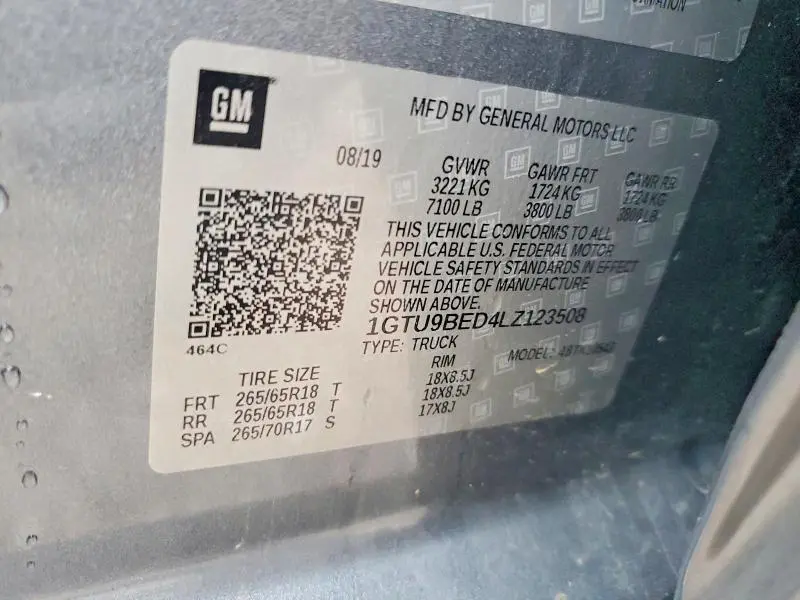 GM
MFD BY GENERAL MOTORS LLC
08/19
GVWR GAWR FRT GAWR RR
3221 KG 1724 KG 1724 KG
7100 LB 3800 LB 3800 LB
THIS VEHICLE CONFORMS TO ALL
APPLICABLE U.S. FEDERAL MOTOR
VEHICLE SAFETY STANDARDS IN EFFECT
ON THE DATE OF MANUFACTURE
SHOWN ABOVE.
1GTU9BED4LZ123508
464C
TYPE: TRUCK MODEL:
TIRE SIZE RIM
FRT 265/65R18 T 18X8.5J
RR 265/65R18 T 18X8.5J
SPA 265/70R17 S 17X8J